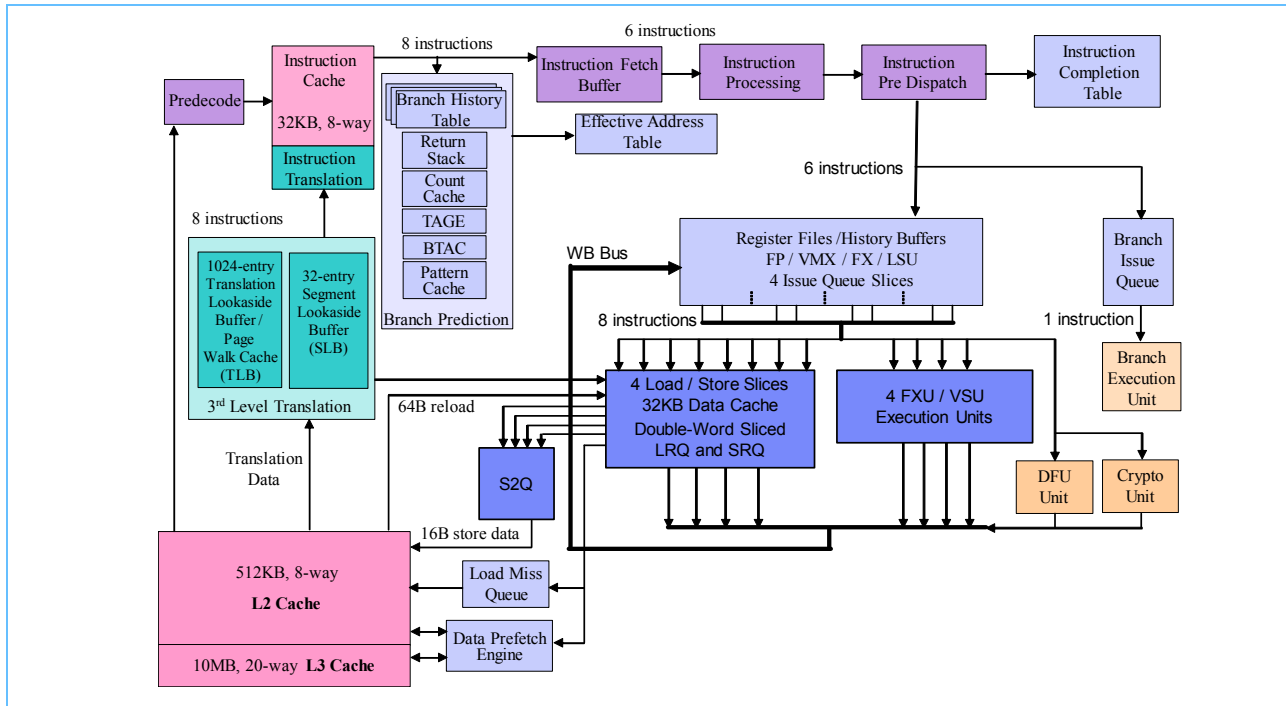 6 instructions
8 instructions
Instruction
Cache
32KB, 8-way
Instruction
Translation
Predecode
Instruction Fetch
Buffer
Instruction
Processing
Instruction
Pre Dispatch
Instruction
Completion
Table
Branch History
Table
Return
Stack
Count
Cache
TAGE
BTAC
Pattern
Cache
Branch Prediction
Effective Address
Table
6 instructions
8 instructions
1024-entry
Translation
Lookaside
Buffer /
Page
Walk Cache
(TLB)
32-entry
Segment
Lookaside
Buffer
(SLB)
3rd Level Translation
WB Bus
Register Files /History Buffers
FP / VMX / FX / LSU
4 Issue Queue Slices
Branch
Issue
Queue
8 instructions
1 instruction
Branch
Execution
Unit
4 Load / Store Slices
32KB Data Cache
Double-Word Sliced
LRQ and SRQ
4 FXU / VSU
Execution Units
64B reload
Translation
Data
S2Q
DFU
Unit
Crypto
Unit
16B store data
512KB, 8-way
L2 Cache
Load Miss
Queue
Data Prefetch
Engine
10MB, 20-way L3 Cache